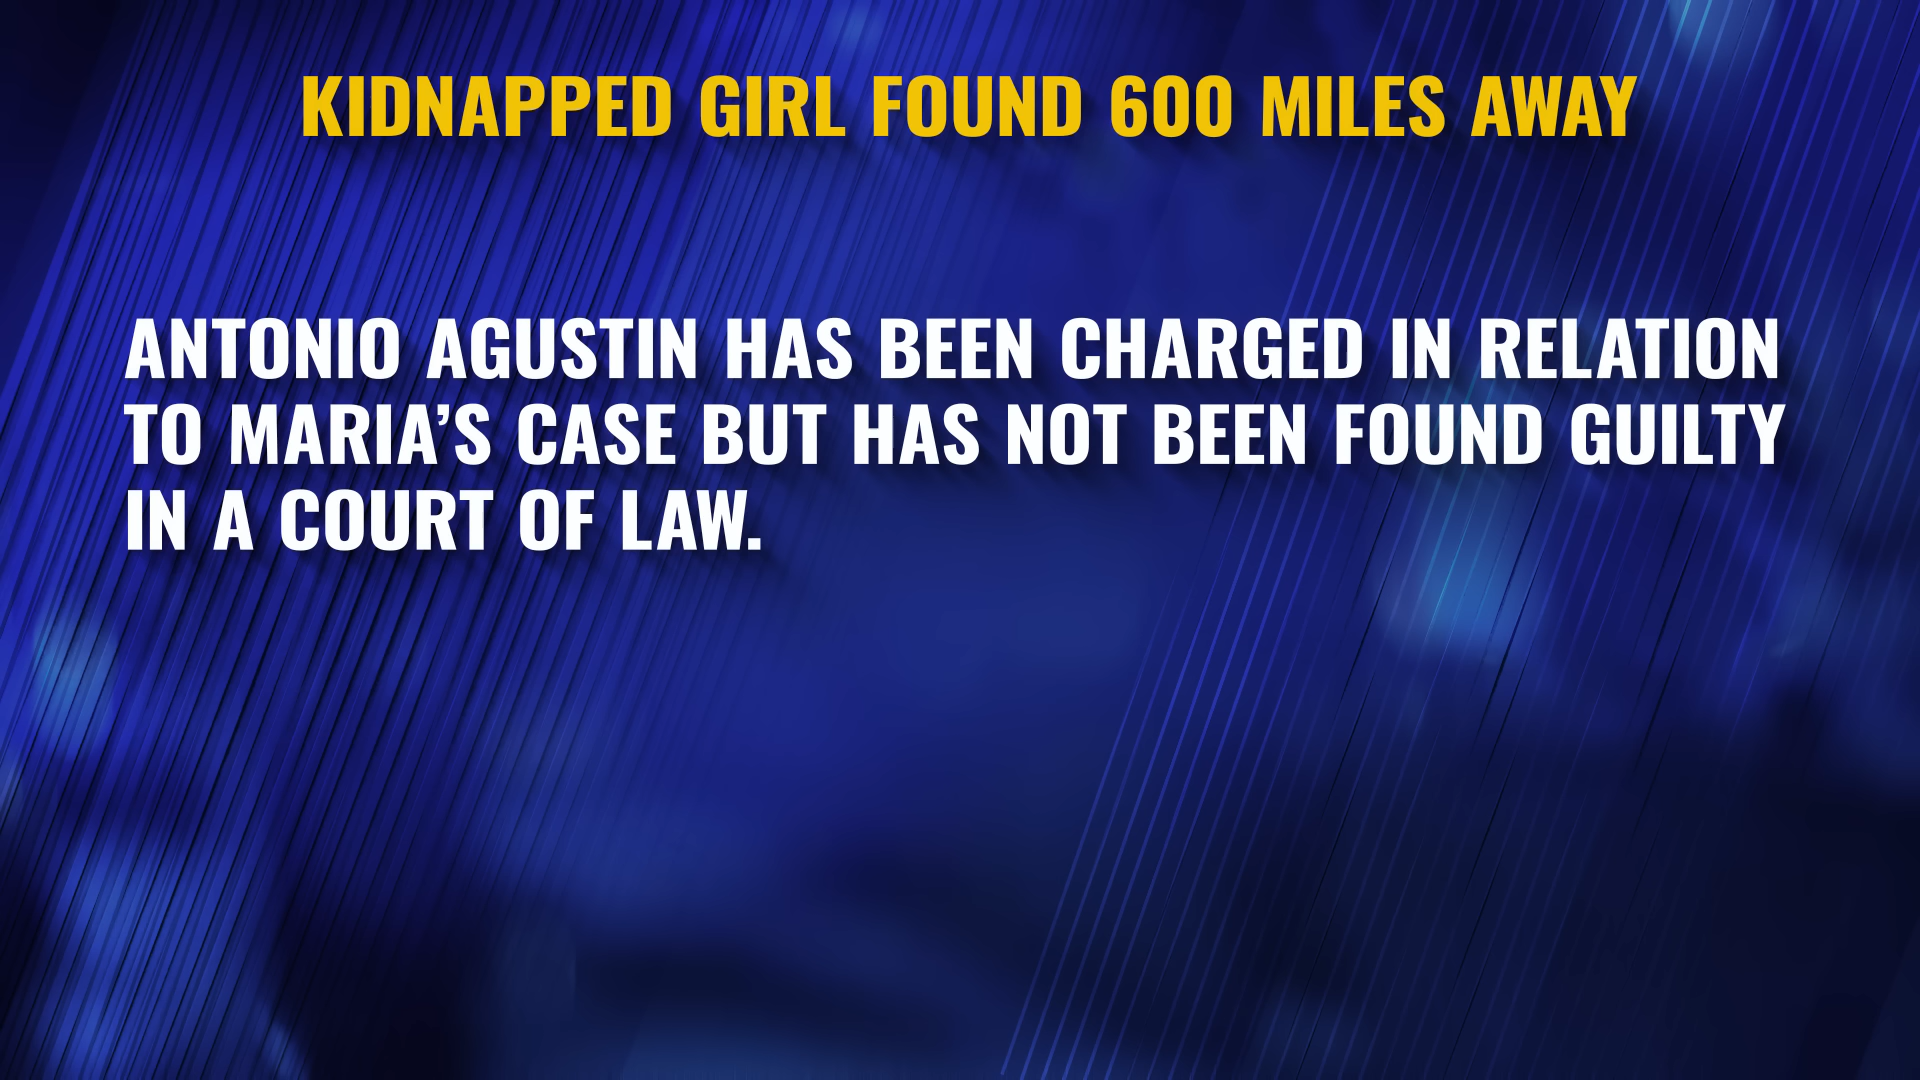 KIDNAPPED GIRL FOUND 600 MILES AWAY
ANTONIO AGUSTIN HAS BEEN CHARGED IN RELATION
TO MARIA’S CASE BUT HAS NOT BEEN FOUND GUILTY
IN A COURT OF LAW.